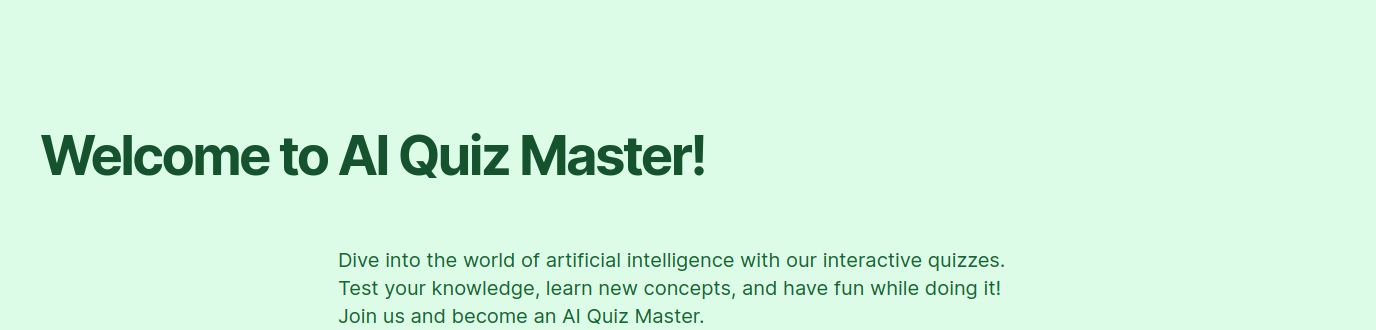 Welcome to AI Quiz Master!
Dive into the world of artificial intelligence with our interactive quizzes.
Test your knowledge, learn new concepts, and have fun while doing it!
Join us and become an AI Quiz Master.